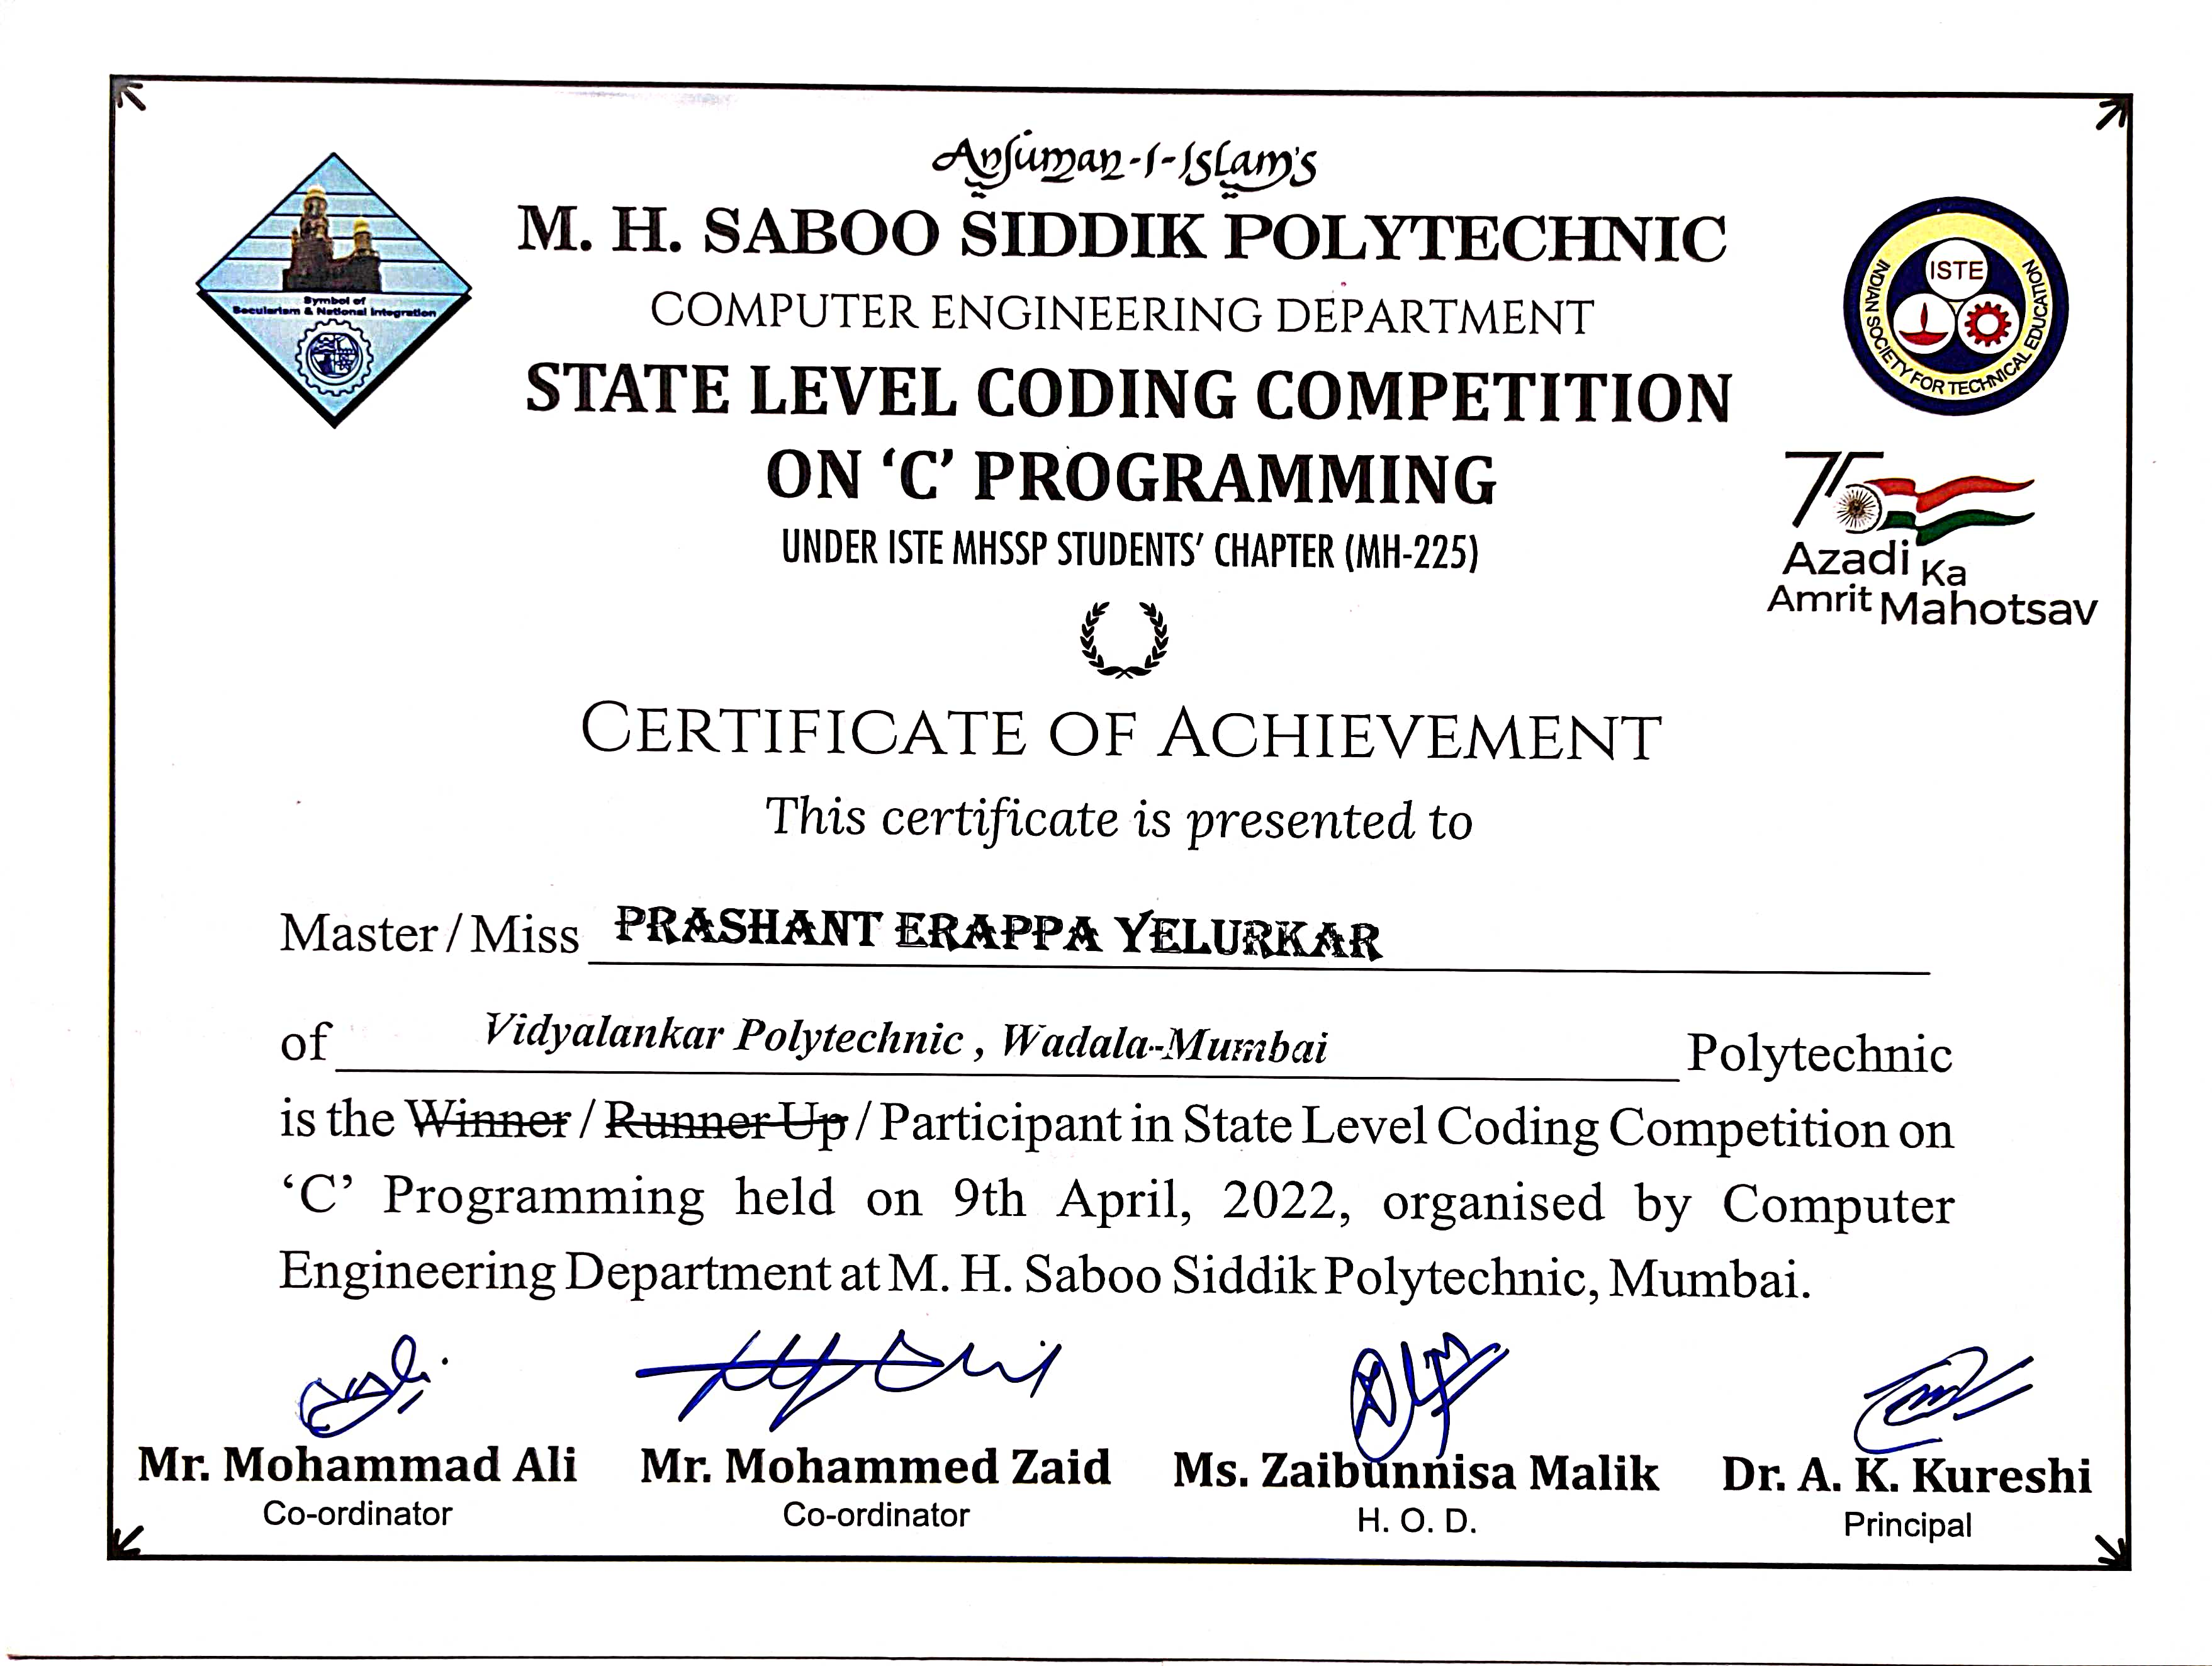 Anjuman-I-Islam's
M. H. SABOO SIDDIK POLYTECHNIC
COMPUTER ENGINEERING DEPARTMENT
STATE LEVEL CODING COMPETITION
ON ‘C’ PROGRAMMING
UNDER ISTE MHSSP STUDENTS’ CHAPTER (MH-225)
Symbol of
Secularism & National Integration
ISTE
INDIAN SOCIETY FOR TECHNICAL EDUCATION
75
Azadi Ka
Amrit Mahotsav
CERTIFICATE OF ACHIEVEMENT
This certificate is presented to
Master / Miss PRASHANT ERAPPA YELURKAR
of Vidyalankar Polytechnic , Wadala-Mumbai Polytechnic
is the Winner / Runner Up / Participant in State Level Coding Competition on
‘C’ Programming held on 9th April, 2022, organised by Computer
Engineering Department at M. H. Saboo Siddik Polytechnic, Mumbai.
Mr. Mohammad Ali Mr. Mohammed Zaid Ms. Zaibunnisa Malik Dr. A. K. Kureshi
Co-ordinator Co-ordinator H. O. D. Principal